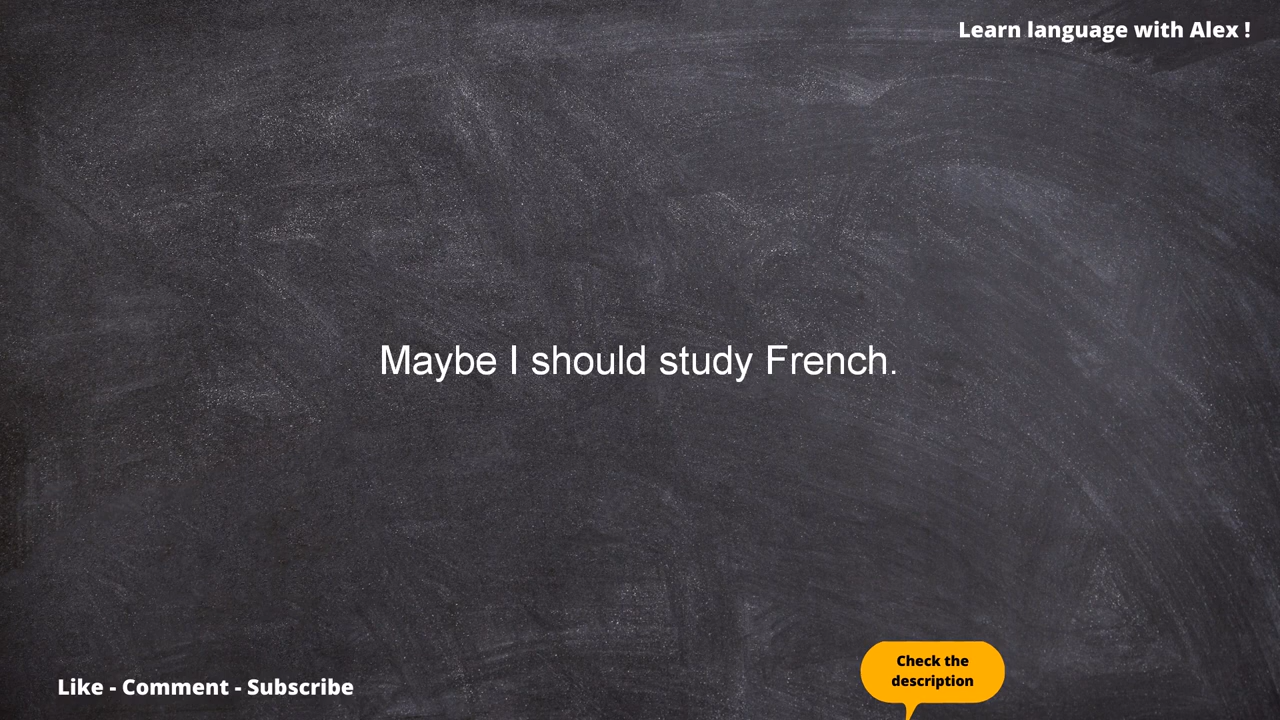 Learn language with Alex !
Maybe I should study French.
Check the
description
Like - Comment - Subscribe